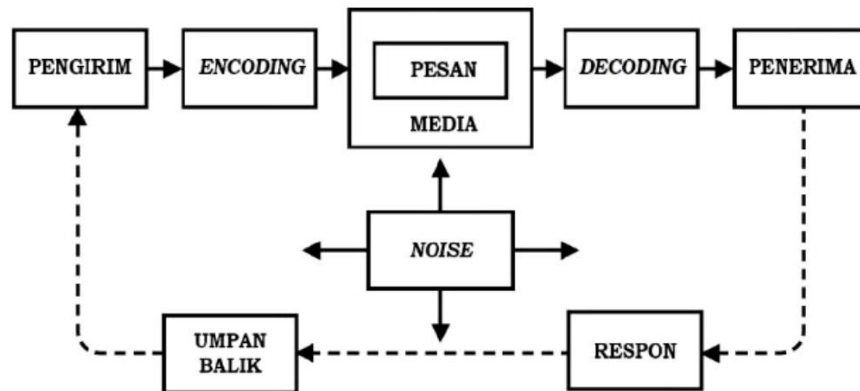 PENGIRIM
ENCODING
PESAN
MEDIA
DECODING
PENERIMA
NOISE
UMPAN
BALIK
RESPON